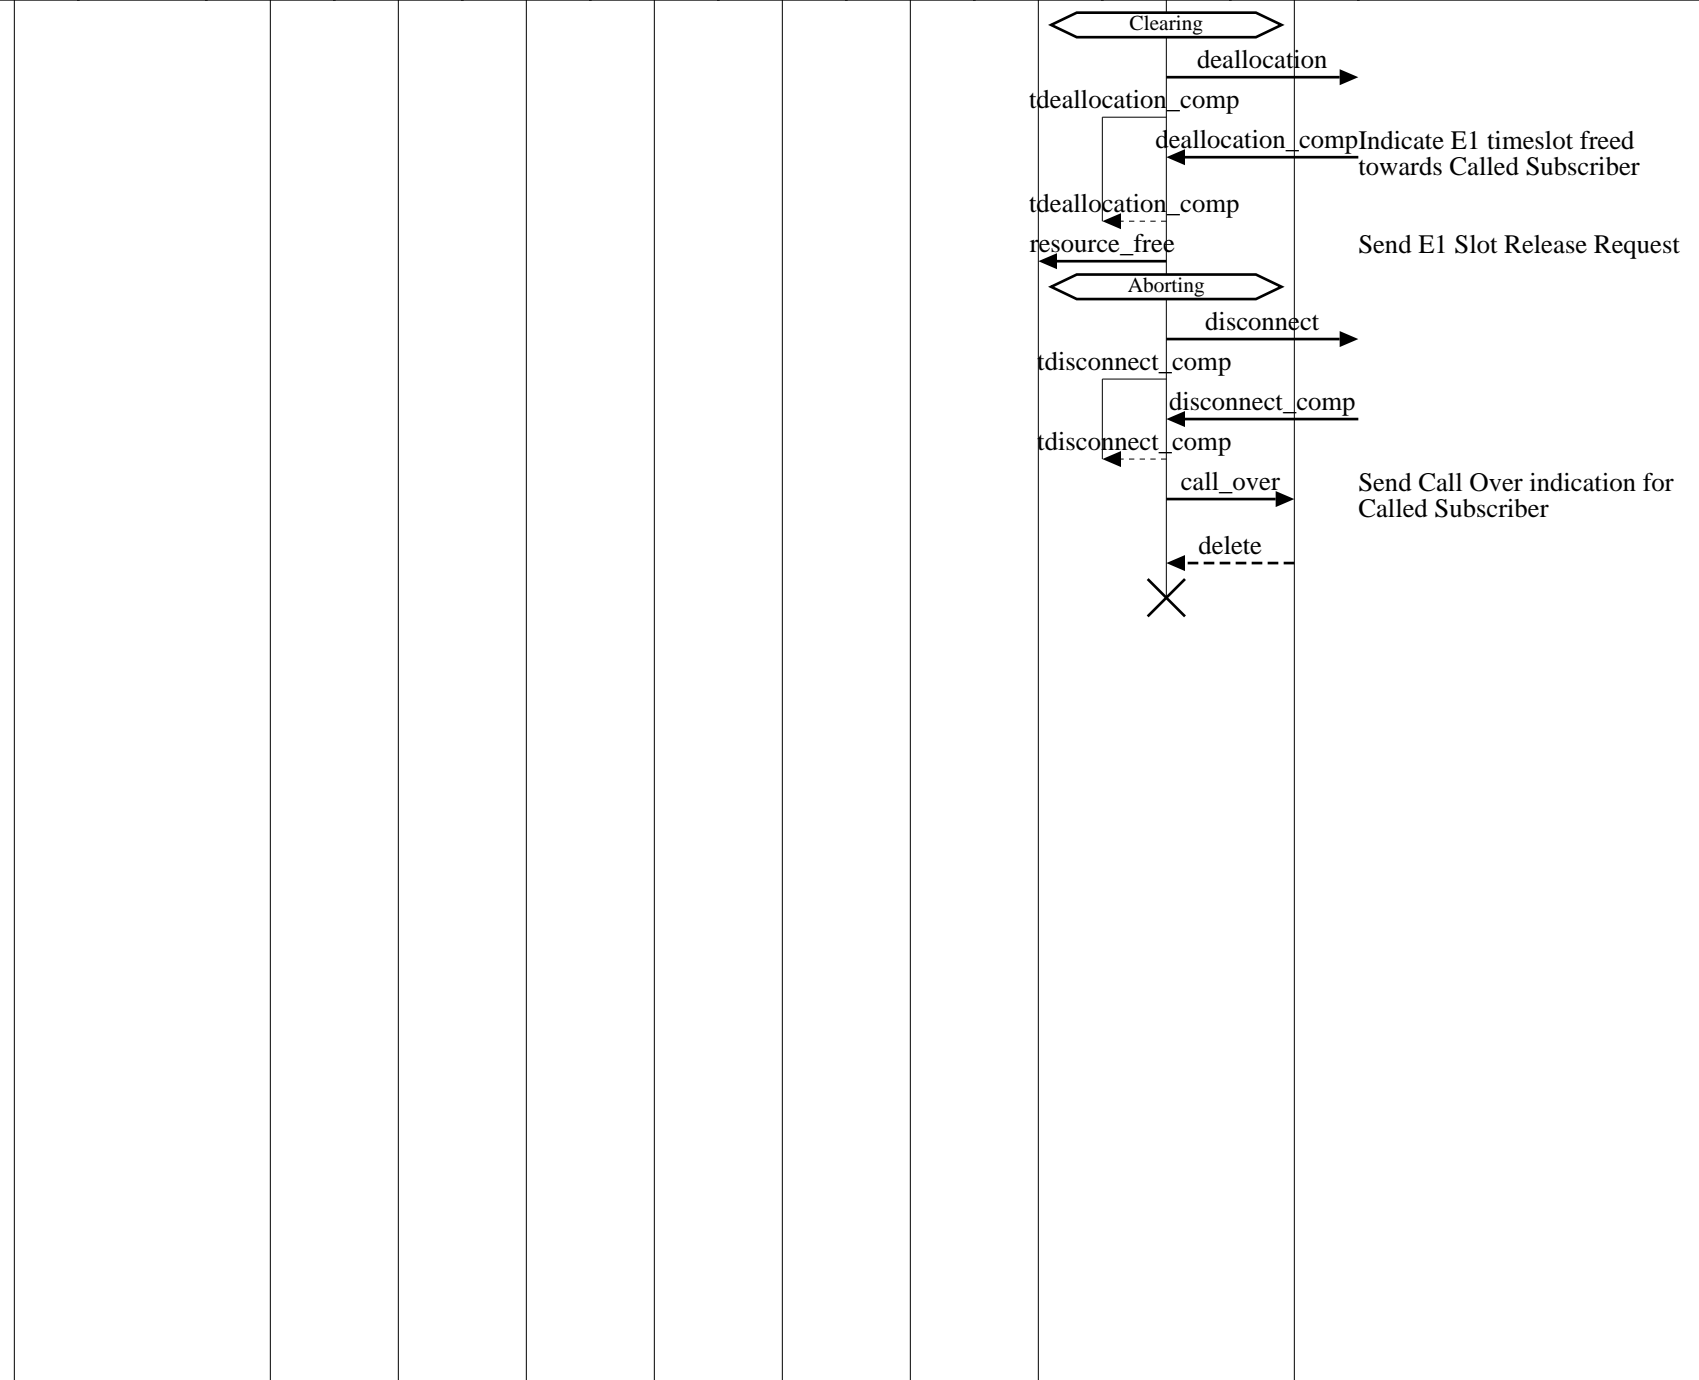 Clearing
deallocation
tdeallocation_comp
deallocation_comp
Indicate E1 timeslot freed
towards Called Subscriber
tdeallocation_comp
resource_free
Send E1 Slot Release Request
Aborting
disconnect
tdisconnect_comp
disconnect_comp
tdisconnect_comp
call_over
Send Call Over indication for
Called Subscriber
delete